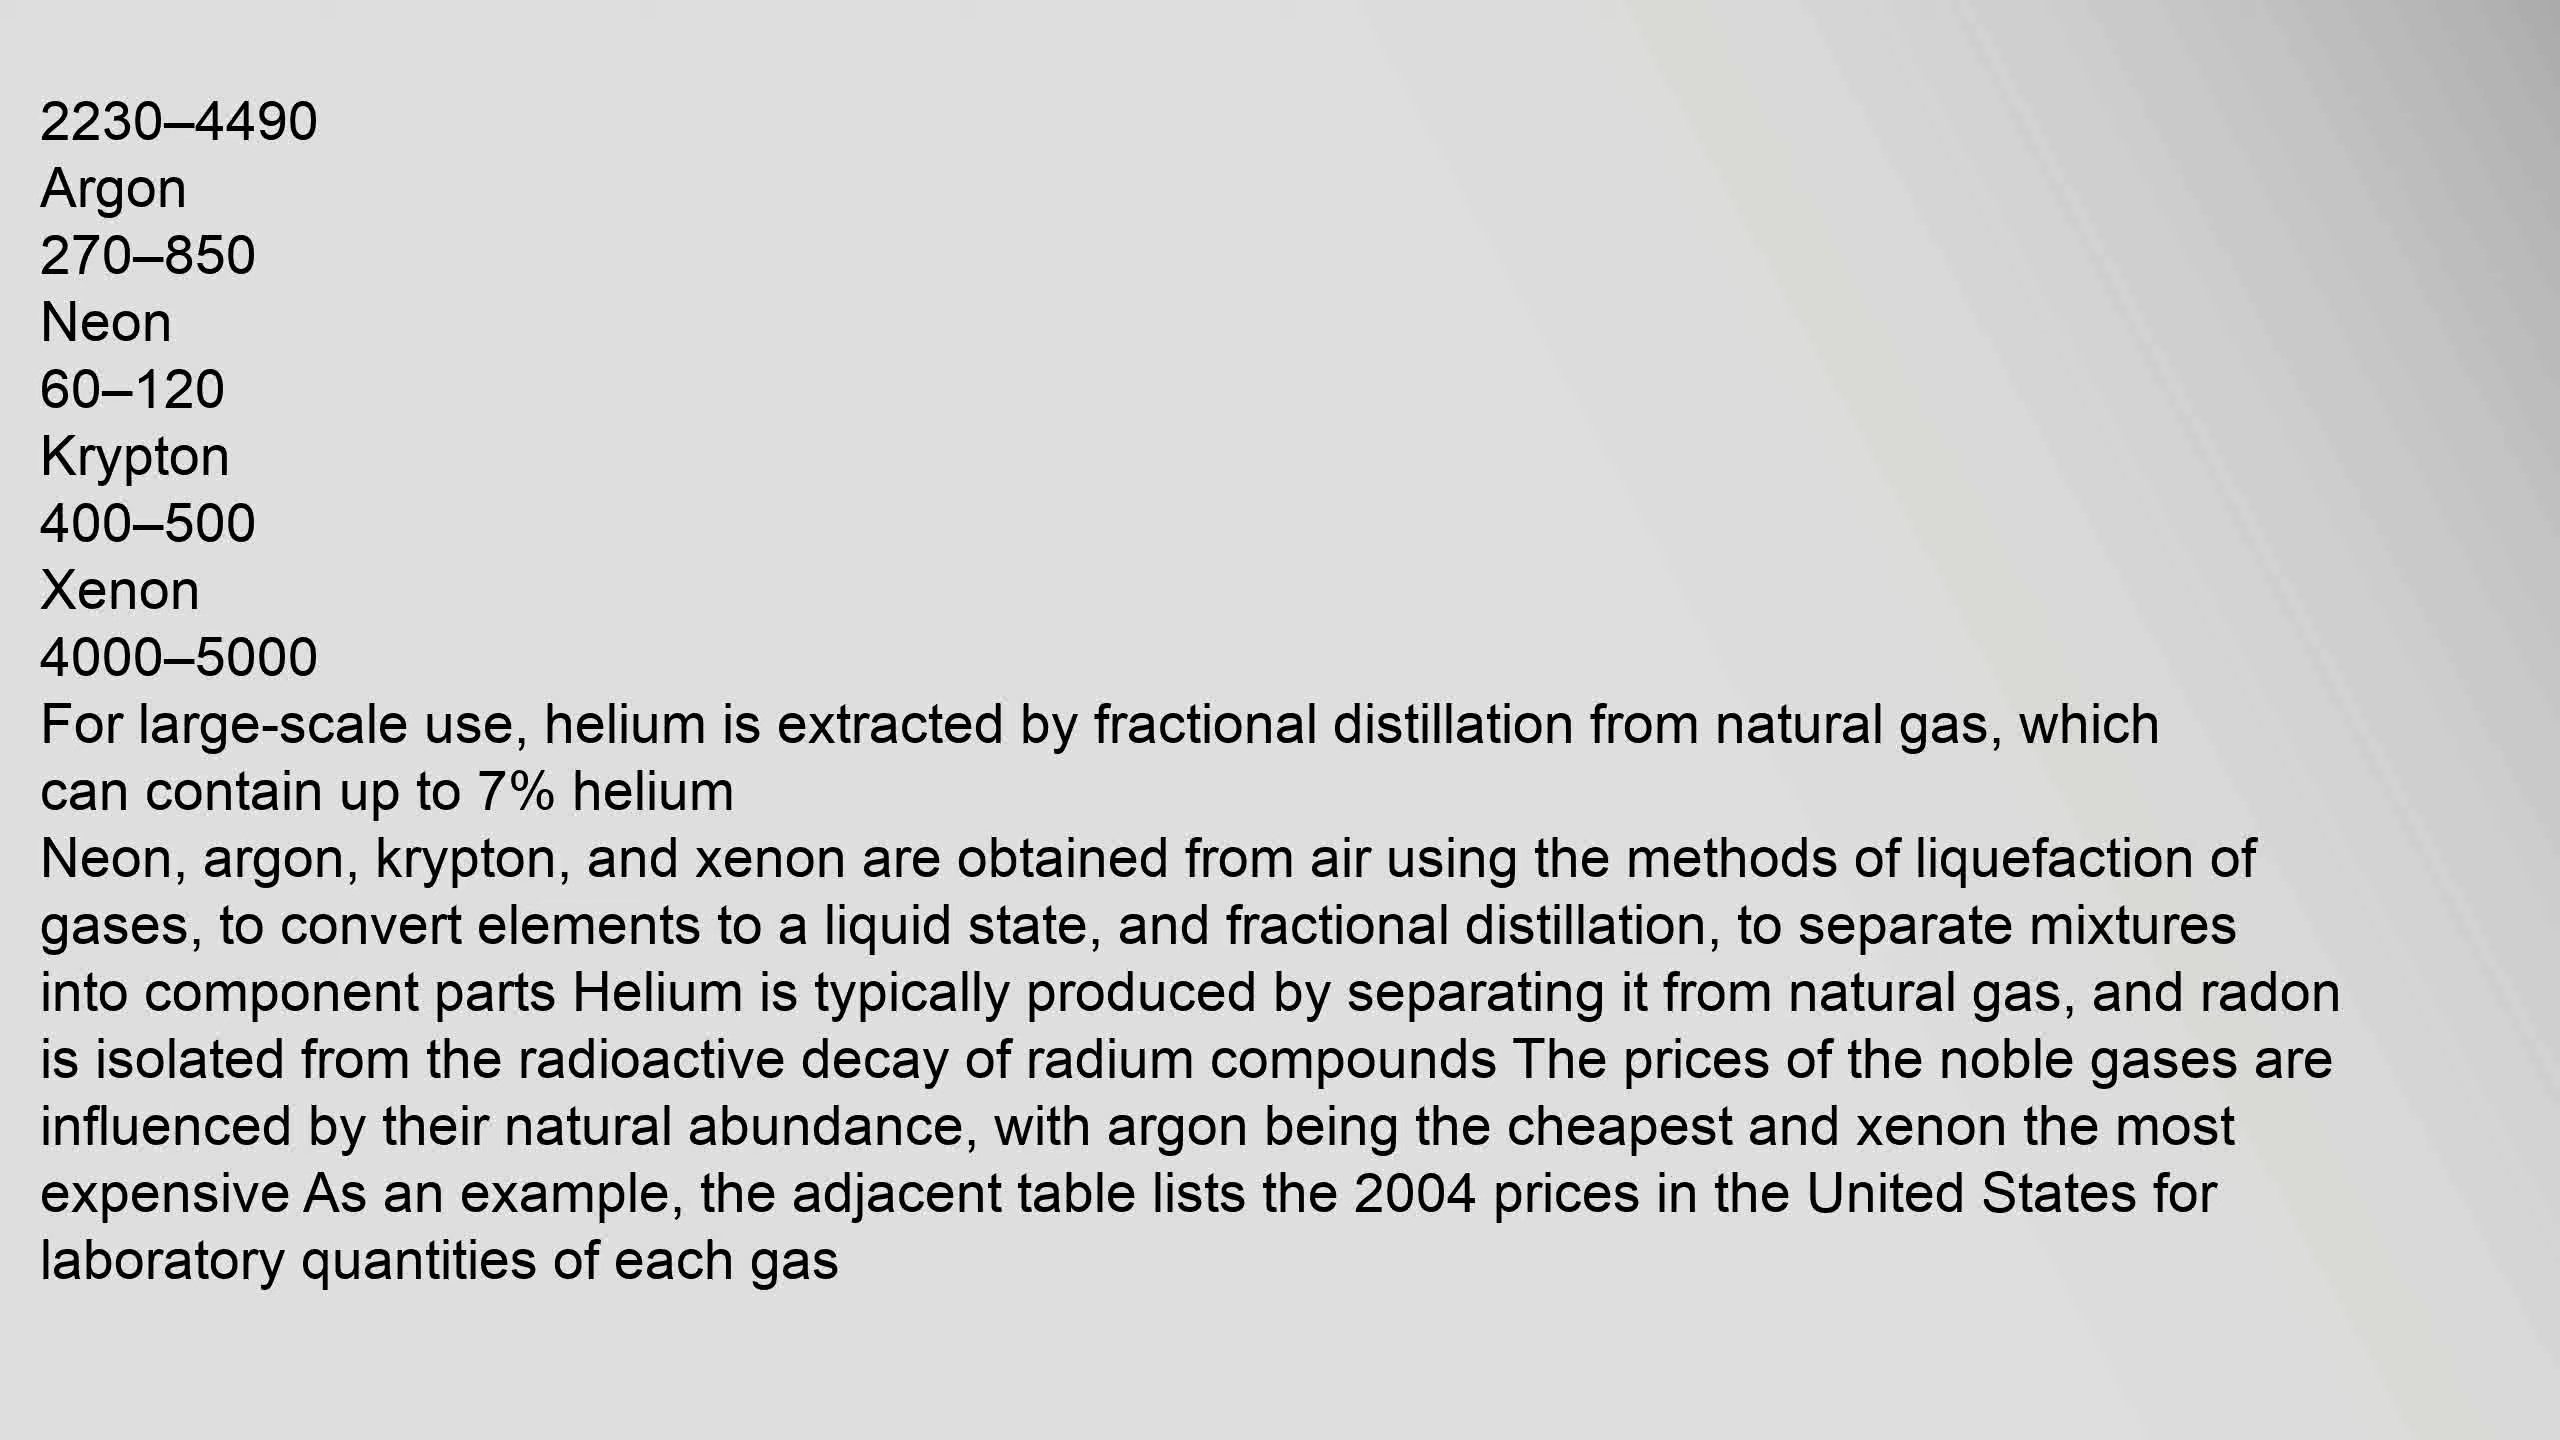 2230–4490
Argon
270–850
Neon
60–120
Krypton
400–500
Xenon
4000–5000
For large-scale use, helium is extracted by fractional distillation from natural gas, which
can contain up to 7% helium
Neon, argon, krypton, and xenon are obtained from air using the methods of liquefaction of
gases, to convert elements to a liquid state, and fractional distillation, to separate mixtures
into component parts Helium is typically produced by separating it from natural gas, and radon
is isolated from the radioactive decay of radium compounds The prices of the noble gases are
influenced by their natural abundance, with argon being the cheapest and xenon the most
expensive As an example, the adjacent table lists the 2004 prices in the United States for
laboratory quantities of each gas